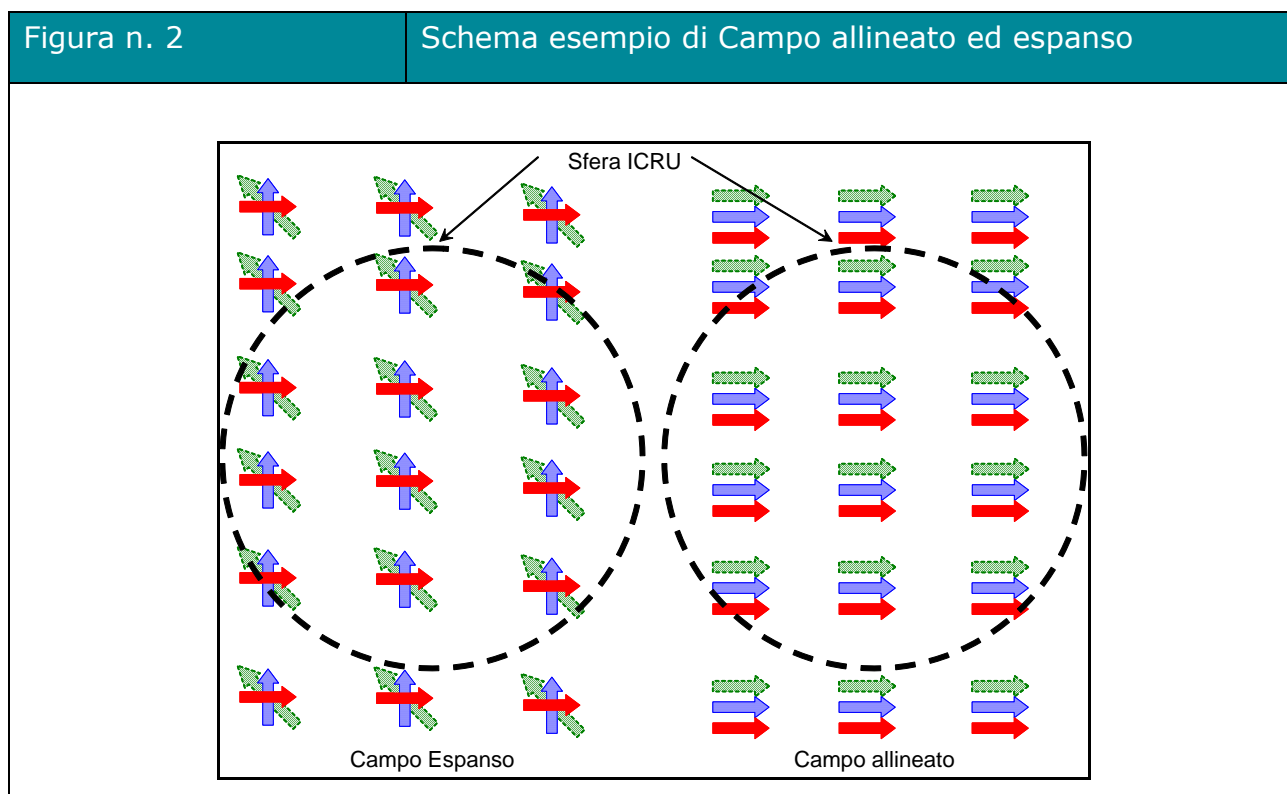 Figura n. 2
Schema esempio di Campo allineato ed espanso
Sfera ICRU
Campo Espanso
Campo allineato